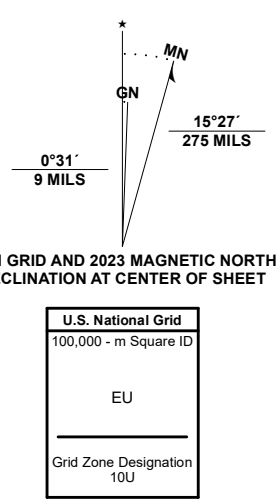 ★
MN
GN
15°27´
275 MILS
0°31´
9 MILS
GRID AND 2023 MAGNETIC NORTH
CLINATION AT CENTER OF SHEET
U.S. National Grid
100,000 - m Square ID
EU
Grid Zone Designation
10U